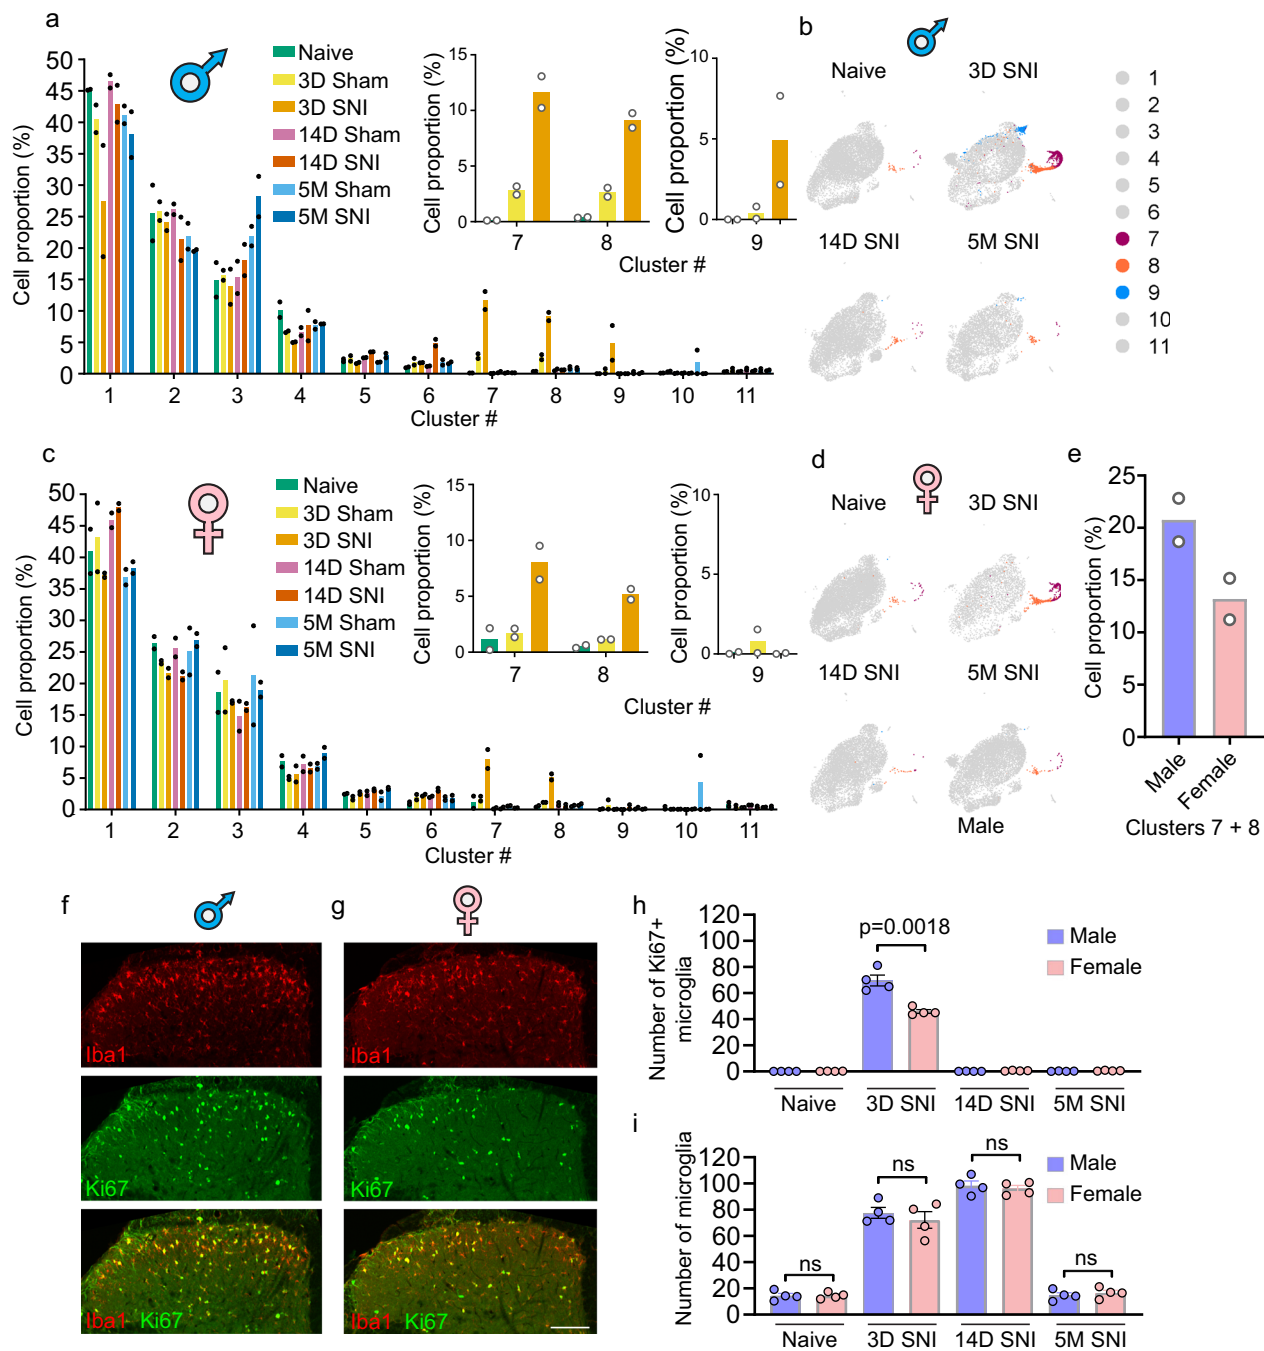 a
Naive
3D Sham
3D SNI
14D Sham
14D SNI
5M Sham
5M SNI
Cell proportion (%)
50
45
40
35
30
25
20
15
10
5
0
1 2 3 4 5 6 7 8 9 10 11
Cluster #
Cell proportion (%)
15
10
5
0
7 8
Cell proportion (%)
10
5
0
9
Cluster #
b
Naive 3D SNI
14D SNI 5M SNI
1
2
3
4
5
6
7
8
9
10
11
c
Naive
3D Sham
3D SNI
14D Sham
14D SNI
5M Sham
5M SNI
Cell proportion (%)
50
45
40
35
30
25
20
15
10
5
0
1 2 3 4 5 6 7 8 9 10 11
Cluster #
Cell proportion (%)
15
10
5
0
7 8
Cell proportion (%)
10
5
0
9
Cluster #
d
Naive 3D SNI
14D SNI 5M SNI
Male
e
Cell proportion (%)
25
20
15
10
5
0
Male
Female
Clusters 7 + 8
f
Iba1
Ki67
Iba1 Ki67
g
Iba1
Ki67
Iba1 Ki67
h
Number of Ki67+
microglia
120
100
80
60
40
20
0
p=0.0018
Male
Female
Naive 3D SNI 14D SNI 5M SNI
i
Number of microglia
120
100
80
60
40
20
0
ns ns ns ns
Male
Female
Naive 3D SNI 14D SNI 5M SNI